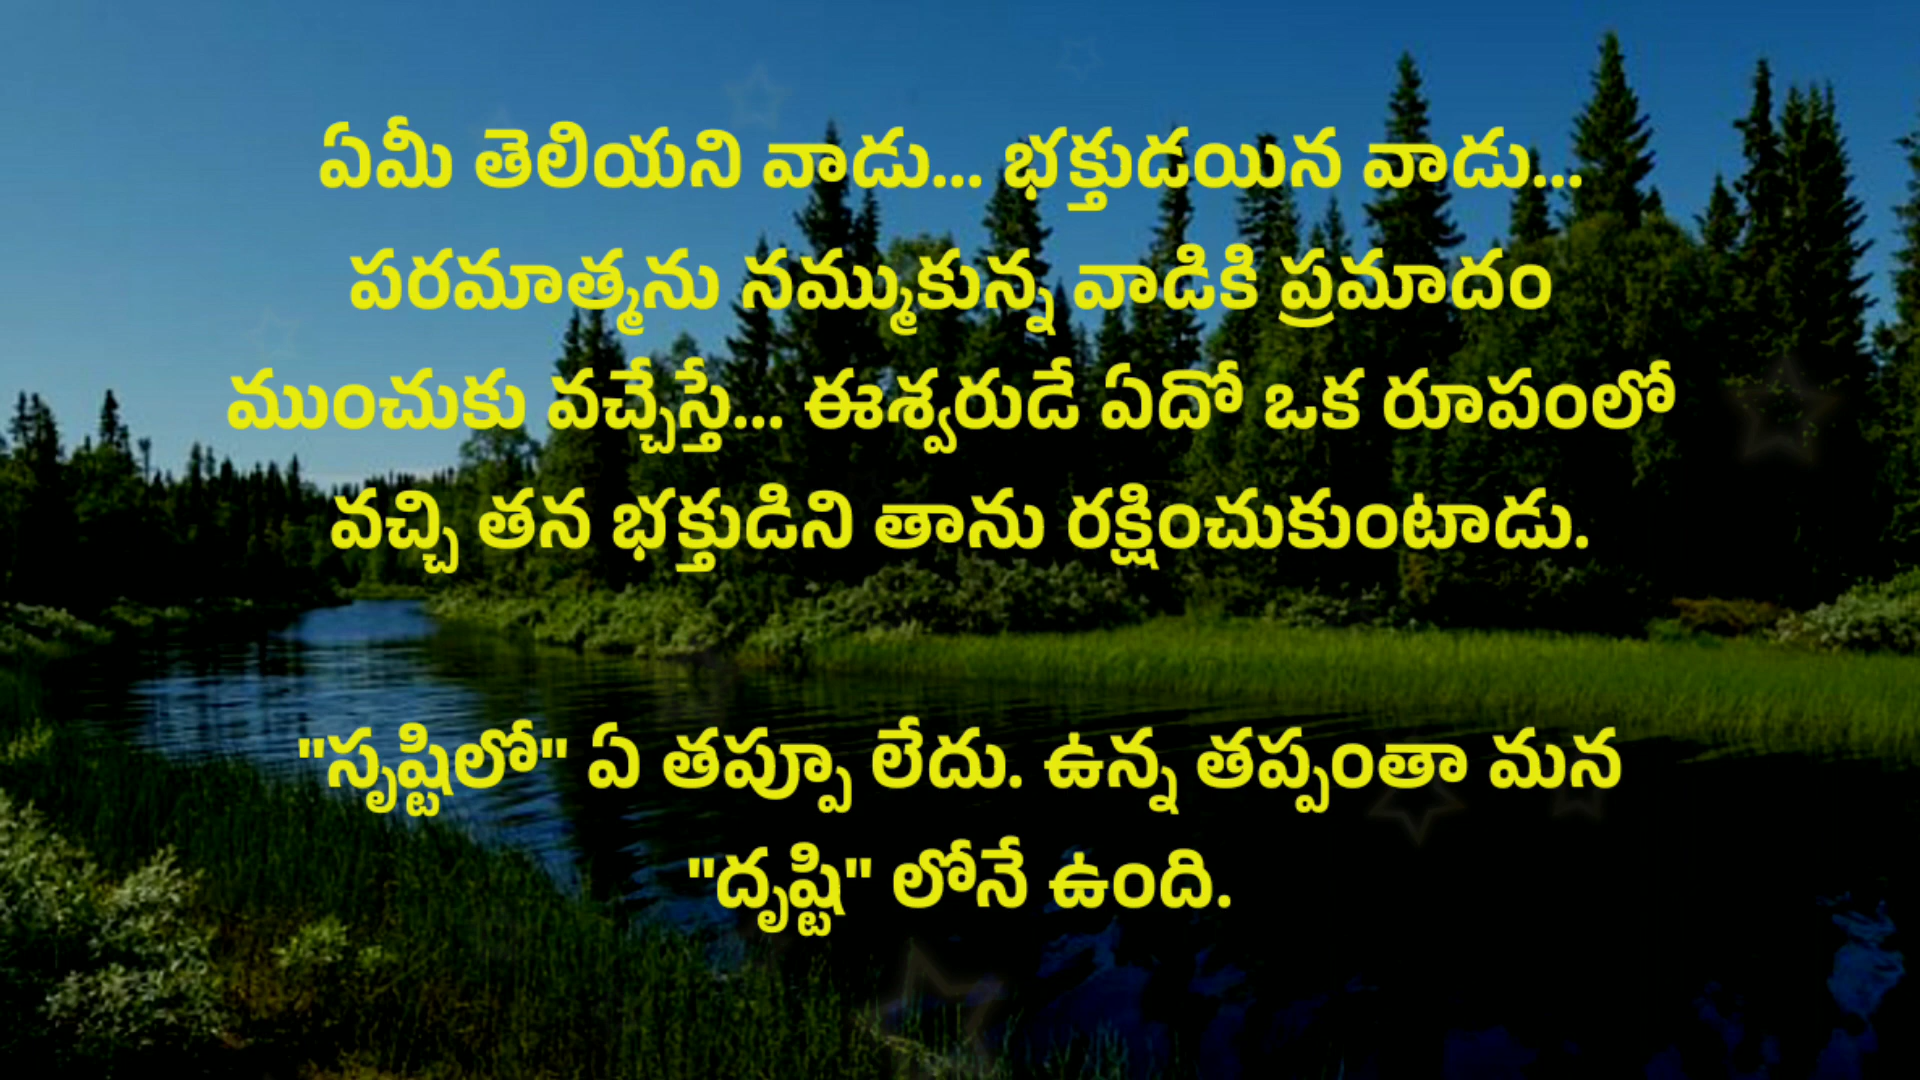 ఏమీ తెలియని వాడు... భక్తుడయిన వాడు...
పరమాత్మను నమ్ముకున్న వాడికి ప్రమాదం
ముంచుకు వచ్చేస్తే... ఈశ్వరుడే ఏదో ఒక రూపంలో
వచ్చి తన భక్తుడిని తాను రక్షించుకుంటాడు.
"సృష్టిలో" ఏ తప్పూ లేదు. ఉన్న తప్పంతా మన
"దృష్టి" లోనే ఉంది.